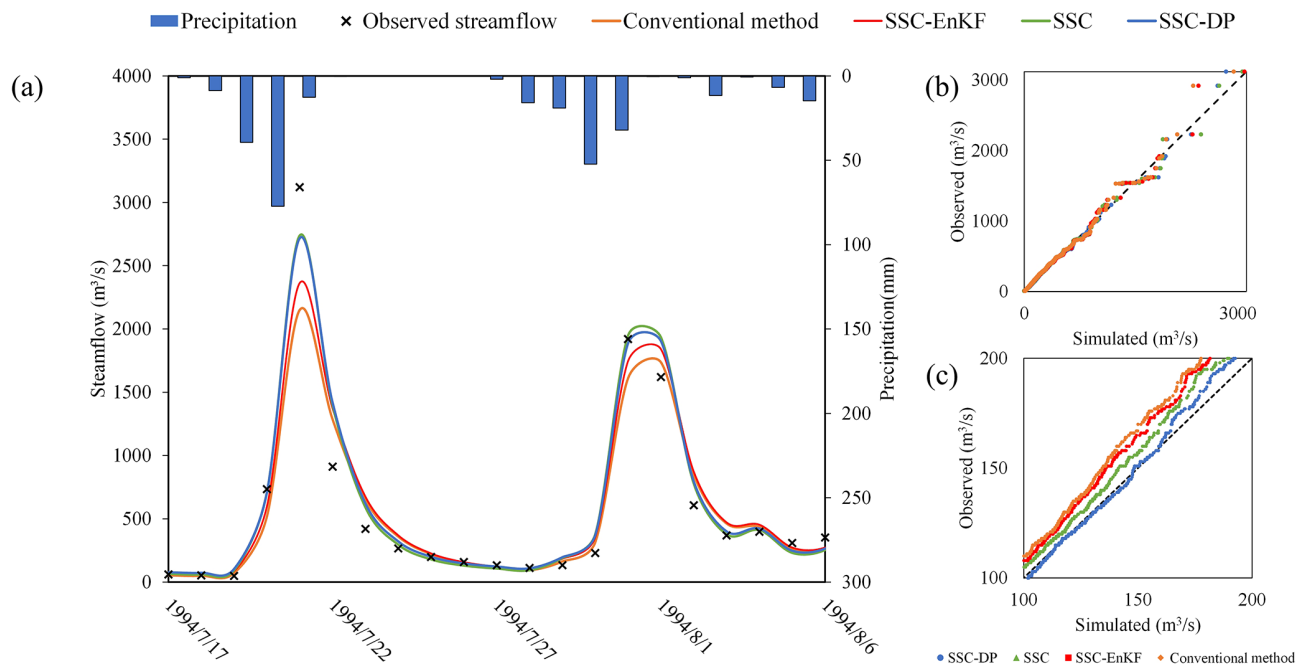 Precipitation Observed streamflow Conventional method SSC-EnKF SSC SSC-DP
(a)
4000
3500
3000
2500
2000
1500
1000
500
0
Steamflow (m³/s)
0
50
100
150
200
250
300
Precipitation(mm)
1994/7/17
1994/7/22
1994/7/27
1994/8/1
1994/8/6
(b)
3000
2000
1000
0
Observed (m³/s)
0 3000
Simulated (m³/s)
(c)
200
150
100
Observed (m³/s)
100 150 200
Simulated (m³/s)
SSC-DP SSC SSC-EnKF Conventional method